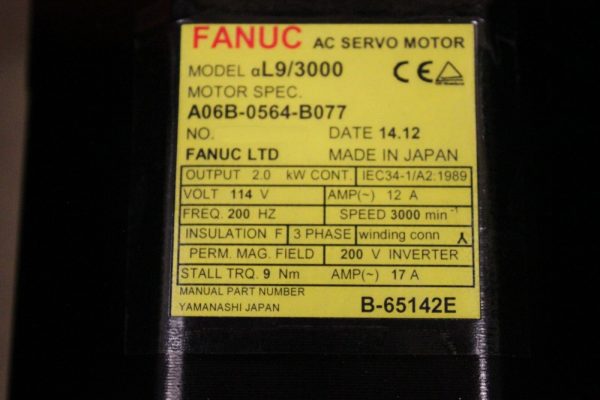 FANUC AC SERVO MOTOR
MODEL αL9/3000 CE
MOTOR SPEC.
A06B-0564-B077
NO. DATE 14.12
FANUC LTD MADE IN JAPAN
OUTPUT 2.0 kW CONT. IEC34-1/A2:1989
VOLT 114 V AMP(~) 12 A
FREQ. 200 HZ SPEED 3000 min⁻¹
INSULATION F 3 PHASE winding conn
PERM. MAG. FIELD 200 V INVERTER
STALL TRQ. 9 Nm AMP(~) 17 A
MANUAL PART NUMBER
YAMANASHI JAPAN B-65142E